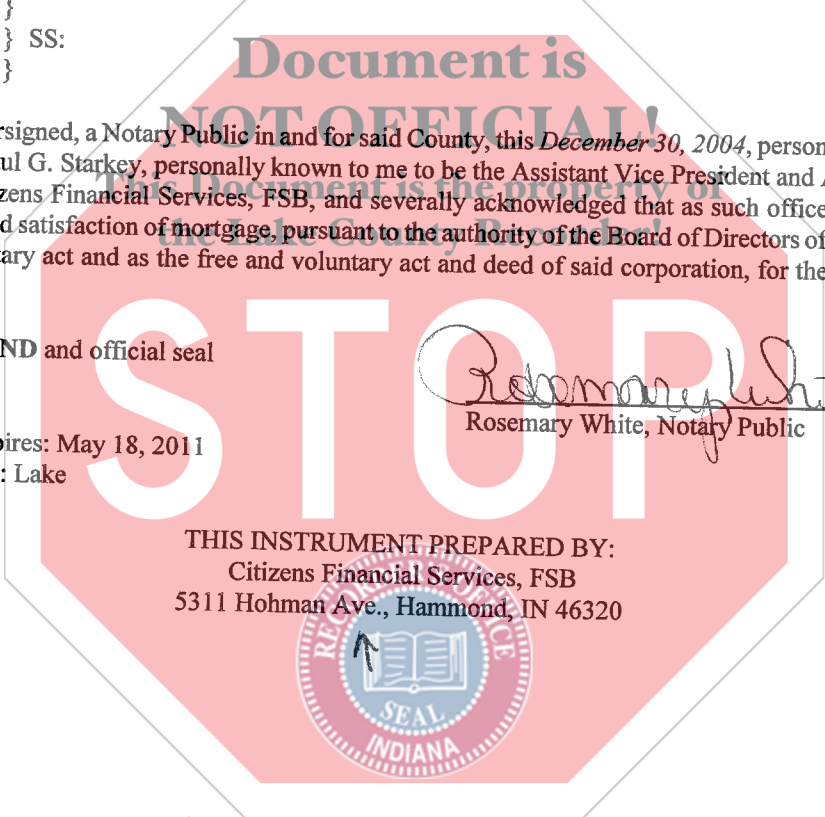 }
} SS:
}
Document is
NOT OFFICIAL!
This Document is the property of
the Lake County Recorder!
rsigned, a Notary Public in and for said County, this December 30, 2004, person
ul G. Starkey, personally known to me to be the Assistant Vice President and A
zens Financial Services, FSB, and severally acknowledged that as such office
d satisfaction of mortgage, pursuant to the authority of the Board of Directors of
tary act and as the free and voluntary act and deed of said corporation, for the
STOP
ND and official seal
Rosemary Whi
Rosemary White, Notary Public
pires: May 18, 2011
: Lake
THIS INSTRUMENT PREPARED BY:
Citizens Financial Services, FSB
5311 Hohman Ave., Hammond, IN 46320
RECORDER'S OFFICE
SEAL
INDIANA